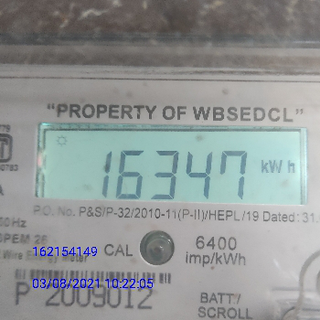 "PROPERTY OF WBSEDCL"
16347 kWh
P.O. No. P&S/P-32/2010-11(P-II)/HEPL/19 Dated: 31.
162154149
CAL
6400
imp/kWh
03/08/2021 10:22:05
P 2009012
BATT/
SCROLL